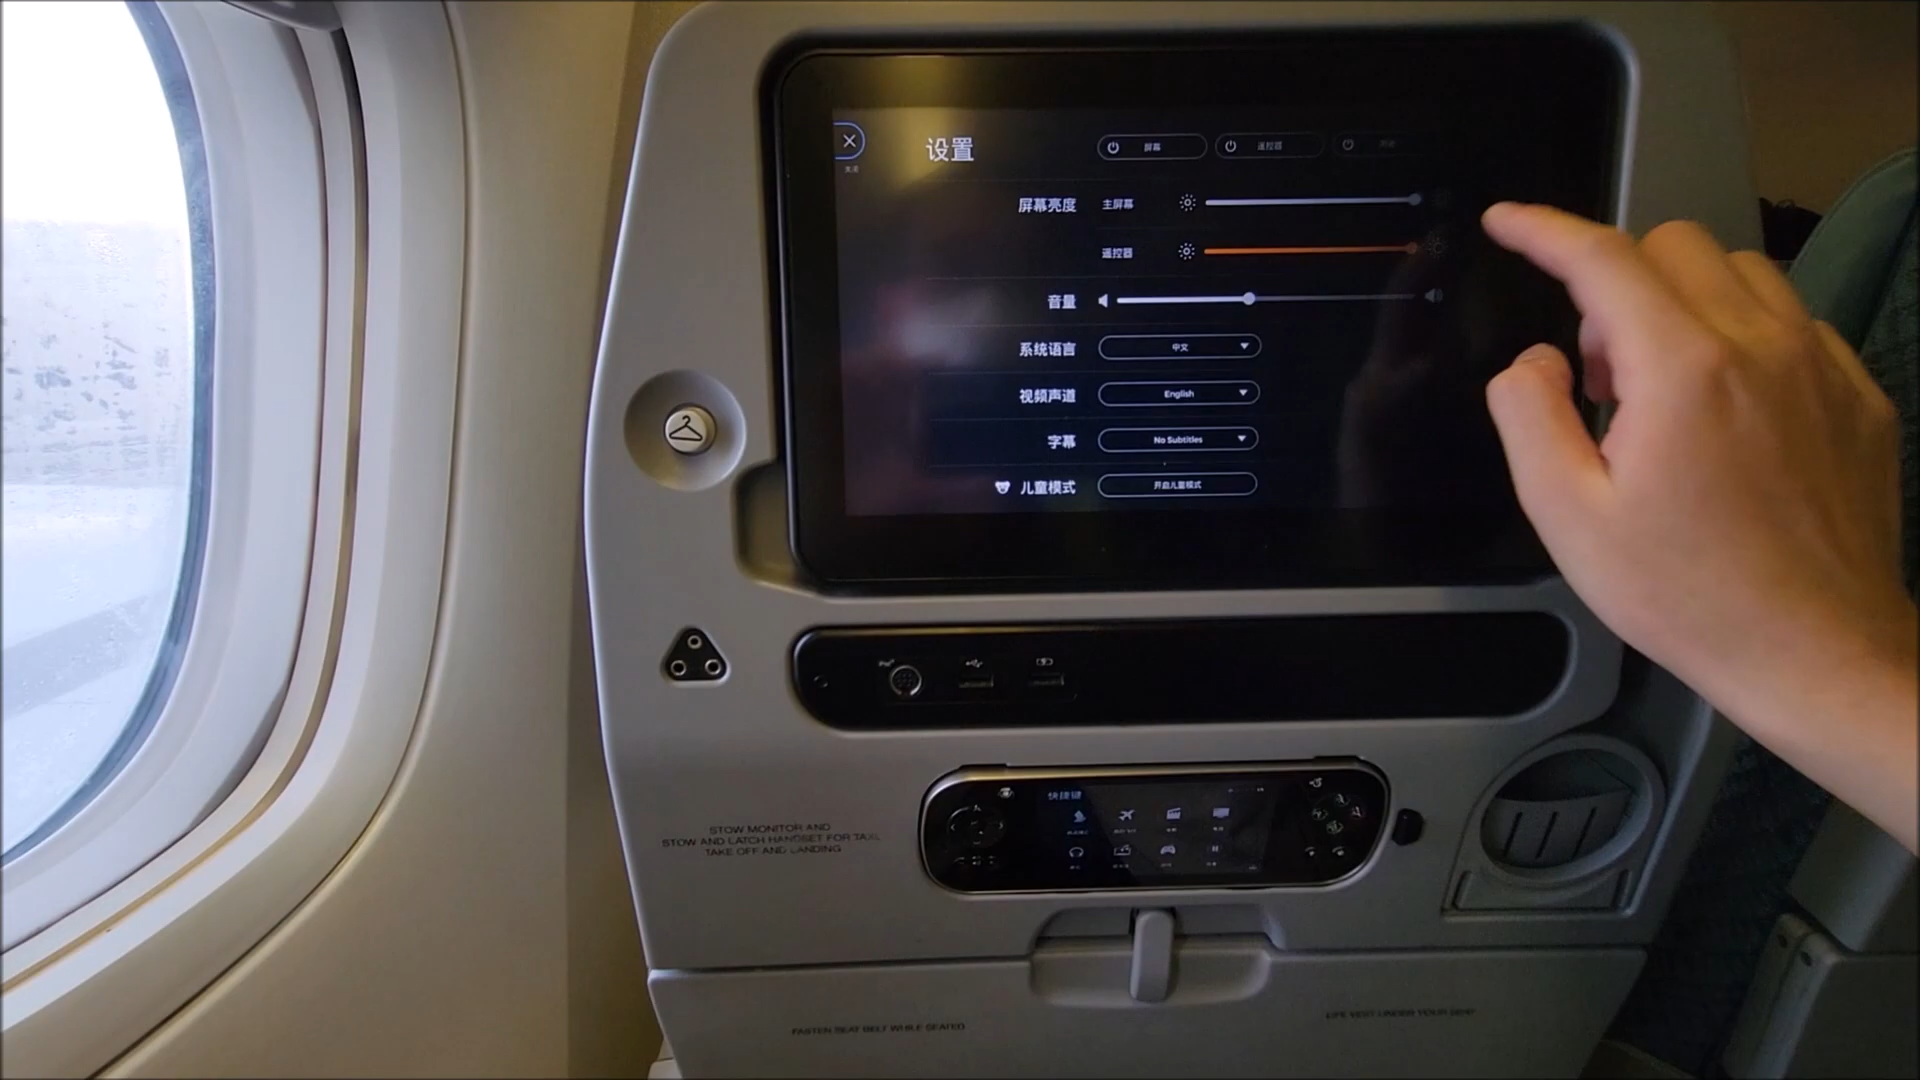 设置
屏幕
遥控器
关闭
屏幕亮度
主屏幕
遥控器
音量
系统语言
中文
视频声道
English
字幕
No Subtitles
儿童模式
开启儿童模式
快捷键
STOW MONITOR AND
STOW AND LATCH HANDSET FOR TAXI,
TAKE OFF AND LANDING
FASTEN SEAT BELT WHILE SEATED
LIFE VEST UNDER YOUR SEAT